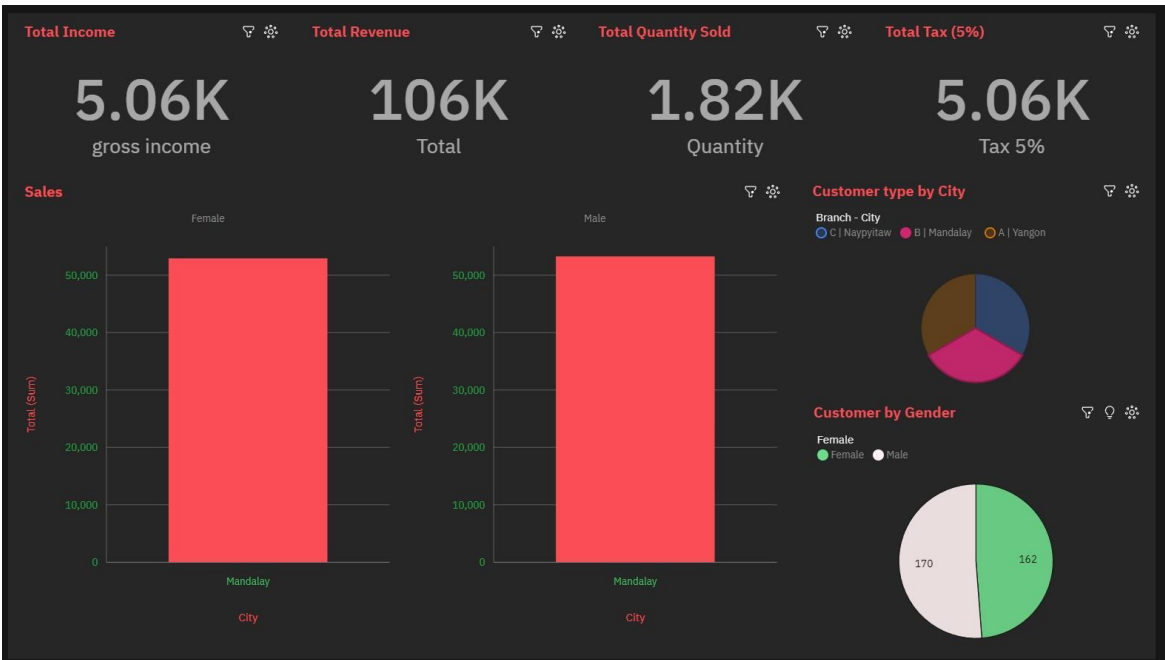 Total Income
Total Revenue
Total Quantity Sold
Total Tax (5%)
5.06K
gross income
106K
Total
1.82K
Quantity
5.06K
Tax 5%
Sales
Female
Total (Sum)
50,000
40,000
30,000
20,000
10,000
0
Mandalay
City
Male
Total (Sum)
50,000
40,000
30,000
20,000
10,000
0
Mandalay
City
Customer type by City
Branch - City
C | Naypyitaw B | Mandalay A | Yangon
Customer by Gender
Female
Female Male
170
162